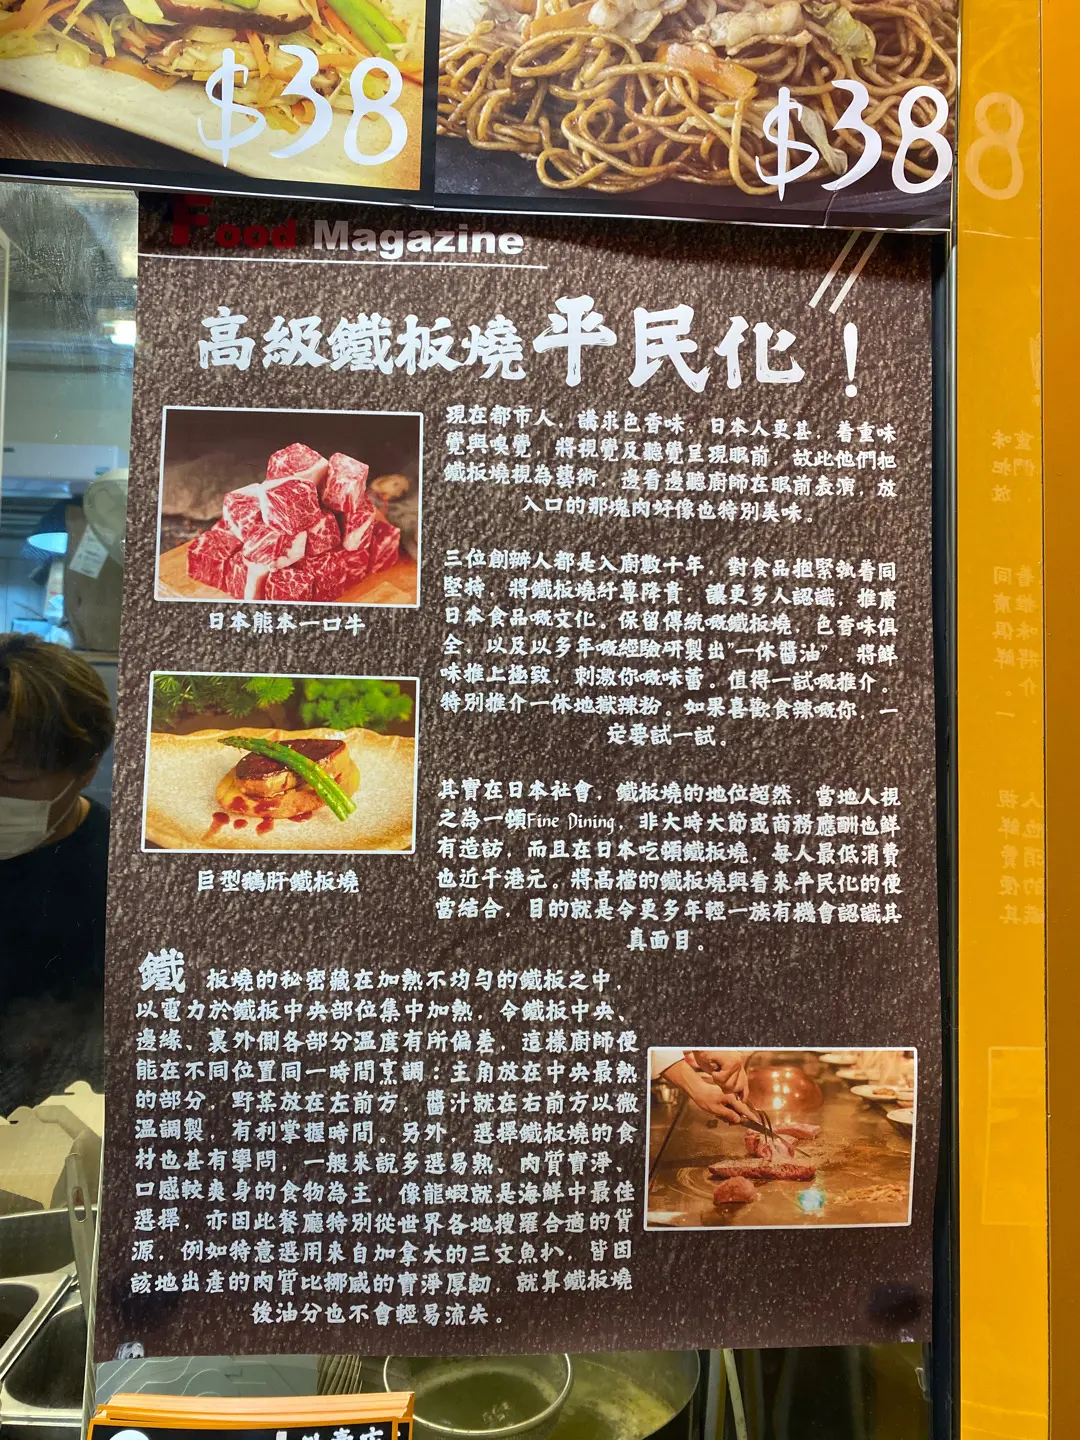 $38
$38
Food Magazine
高級鐵板燒平民化！
現在都市人，講求色香味，日本人更甚，着重味
覺與嗅覺，將視覺及聽覺呈現眼前，故此他們把
鐵板燒視為藝術，邊看邊聽廚師在眼前表演，放
入口的那塊肉好像也特別美味。
日本熊本一口牛
三位創辦人都是入廚數十年，對食品抱緊執着同
堅持，將鐵板燒紆尊降貴，讓更多人認識，推廣
日本食品嘅文化。保留傳統嘅鐵板燒，色香味俱
全，以及以多年嘅經驗研製出"一休醬油"，將鮮
味推上極致，刺激你嘅味蕾。值得一試嘅推介。
特別推介一休地獄辣粉，如果喜歡食辣嘅你，一
定要試一試。
巨型鵝肝鐵板燒
其實在日本社會，鐵板燒的地位超然，當地人視
之為一頓Fine Dining，非大時大節或商務應酬也鮮
有造訪，而且在日本吃頓鐵板燒，每人最低消費
也近千港元。將高檔的鐵板燒與看來平民化的便
當結合，目的就是令更多年輕一族有機會認識其
真面目。
鐵板燒的秘密藏在加熱不均勻的鐵板之中，
以電力於鐵板中央部位集中加熱，令鐵板中央、
邊緣、裏外側各部分溫度有所偏差，這樣廚師便
能在不同位置同一時間烹調：主角放在中央最熱
的部分，野菜放在左前方，醬汁就在右前方以微
溫調製，有利掌握時間。另外，選擇鐵板燒的食
材也甚有學問，一般來說多選易熟、肉質實淨、
口感較爽身的食物為主，像龍蝦就是海鮮中最佳
選擇，亦因此餐廳特別從世界各地搜羅合適的貨
源，例如特意選用來自加拿大的三文魚扒，皆因
該地出產的肉質比挪威的實淨厚韌，就算鐵板燒
後油分也不會輕易流失。